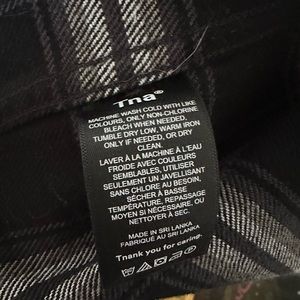 Tna®
MACHINE WASH COLD WITH LIKE
COLOURS, ONLY NON-CHLORINE
BLEACH WHEN NEEDED,
TUMBLE DRY LOW, WARM IRON
ONLY IF NEEDED, OR DRY
CLEAN.
LAVER À LA MACHINE À L'EAU
FROIDE AVEC COULEURS
SEMBLABLES, UTILISER
SEULEMENT UN JAVELLISANT
SANS CHLORE AU BESOIN,
SÉCHER À BASSE
TEMPÉRATURE, REPASSAGE
MOYEN SI NÉCESSAIRE, OU
NETTOYER À SEC.
MADE IN SRI LANKA
FABRIQUÉ AU SRI LANKA
Thank you for caring.